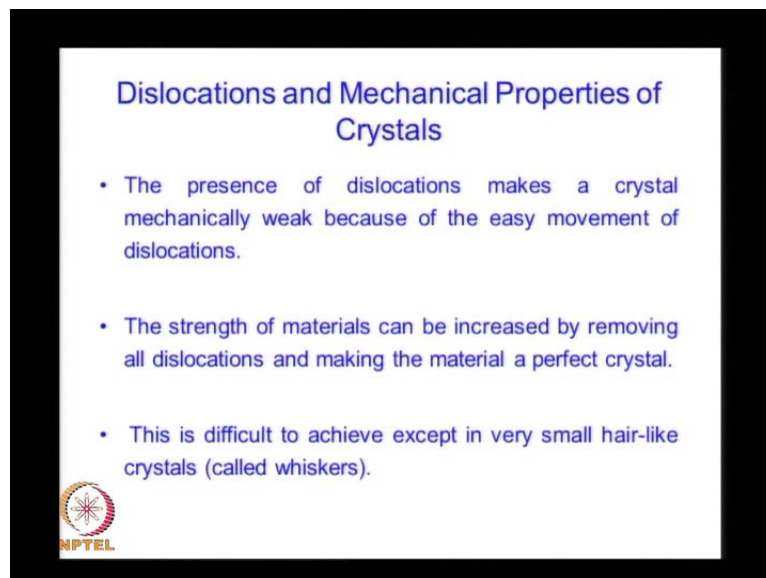 Dislocations and Mechanical Properties of
Crystals
• The presence of dislocations makes a crystal
mechanically weak because of the easy movement of
dislocations.
• The strength of materials can be increased by removing
all dislocations and making the material a perfect crystal.
• This is difficult to achieve except in very small hair-like
crystals (called whiskers).
NPTEL